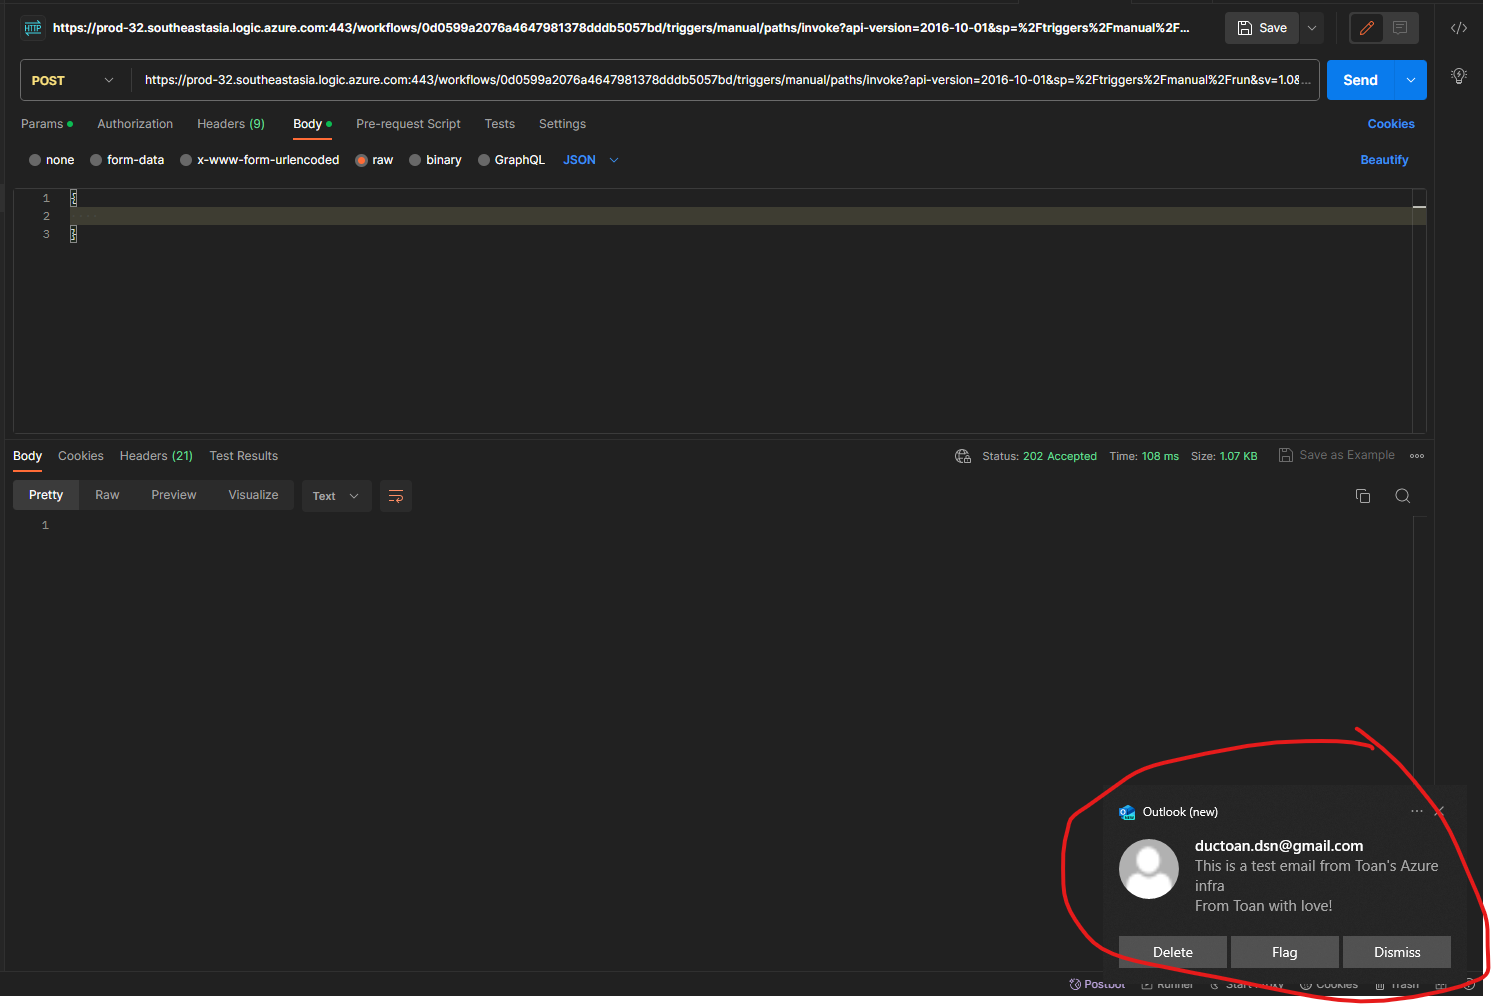 HTTP https://prod-32.southeastasia.logic.azure.com:443/workflows/0d0599a2076a4647981378dddb5057bd/triggers/manual/paths/invoke?api-version=2016-10-01&sp=%2Ftriggers%2Fmanual%2F... Save
POST https://prod-32.southeastasia.logic.azure.com:443/workflows/0d0599a2076a4647981378dddb5057bd/triggers/manual/paths/invoke?api-version=2016-10-01&sp=%2Ftriggers%2Fmanual%2Frun&sv=1.0&... Send
Params Authorization Headers (9) Body Pre-request Script Tests Settings Cookies
none form-data x-www-form-urlencoded raw binary GraphQL JSON Beautify
1 {
2
3 }
Body Cookies Headers (21) Test Results Status: 202 Accepted Time: 108 ms Size: 1.07 KB Save as Example
Pretty Raw Preview Visualize Text
1
Outlook (new)
ductoan.dsn@gmail.com
This is a test email from Toan's Azure
infra
From Toan with love!
Delete Flag Dismiss
Postbot Runner Start Proxy Cookies Trash